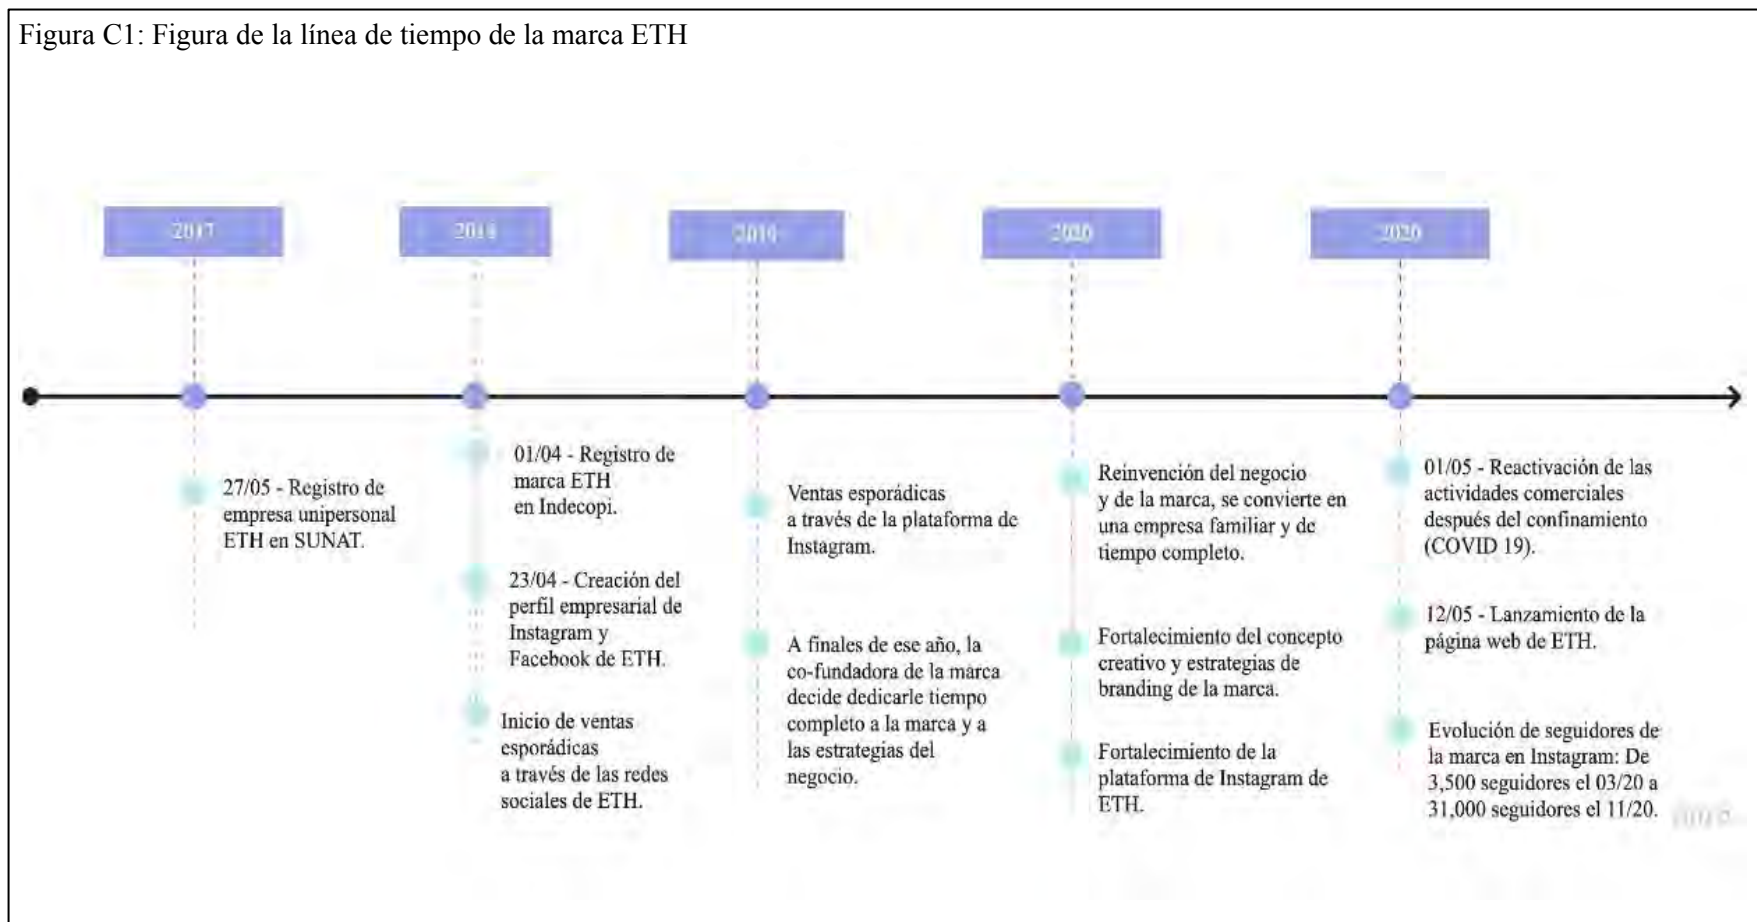 Figura C1: Figura de la línea de tiempo de la marca ETH
2017
2018
2019
2020
2020
27/05 - Registro de
empresa unipersonal
ETH en SUNAT.
01/04 - Registro de
marca ETH
en Indecopi.
23/04 - Creación del
perfil empresarial de
Instagram y
Facebook de ETH.
Inicio de ventas
esporádicas
a través de las redes
sociales de ETH.
Ventas esporádicas
a través de la plataforma de
Instagram.
A finales de ese año, la
co-fundadora de la marca
decide dedicarle tiempo
completo a la marca y a
las estrategias del
negocio.
Reinvención del negocio
y de la marca, se convierte en
una empresa familiar y de
tiempo completo.
Fortalecimiento del concepto
creativo y estrategias de
branding de la marca.
Fortalecimiento de la
plataforma de Instagram de
ETH.
01/05 - Reactivación de las
actividades comerciales
después del confinamiento
(COVID 19).
12/05 - Lanzamiento de la
página web de ETH.
Evolución de seguidores de
la marca en Instagram: De
3,500 seguidores el 03/20 a
31,000 seguidores el 11/20.